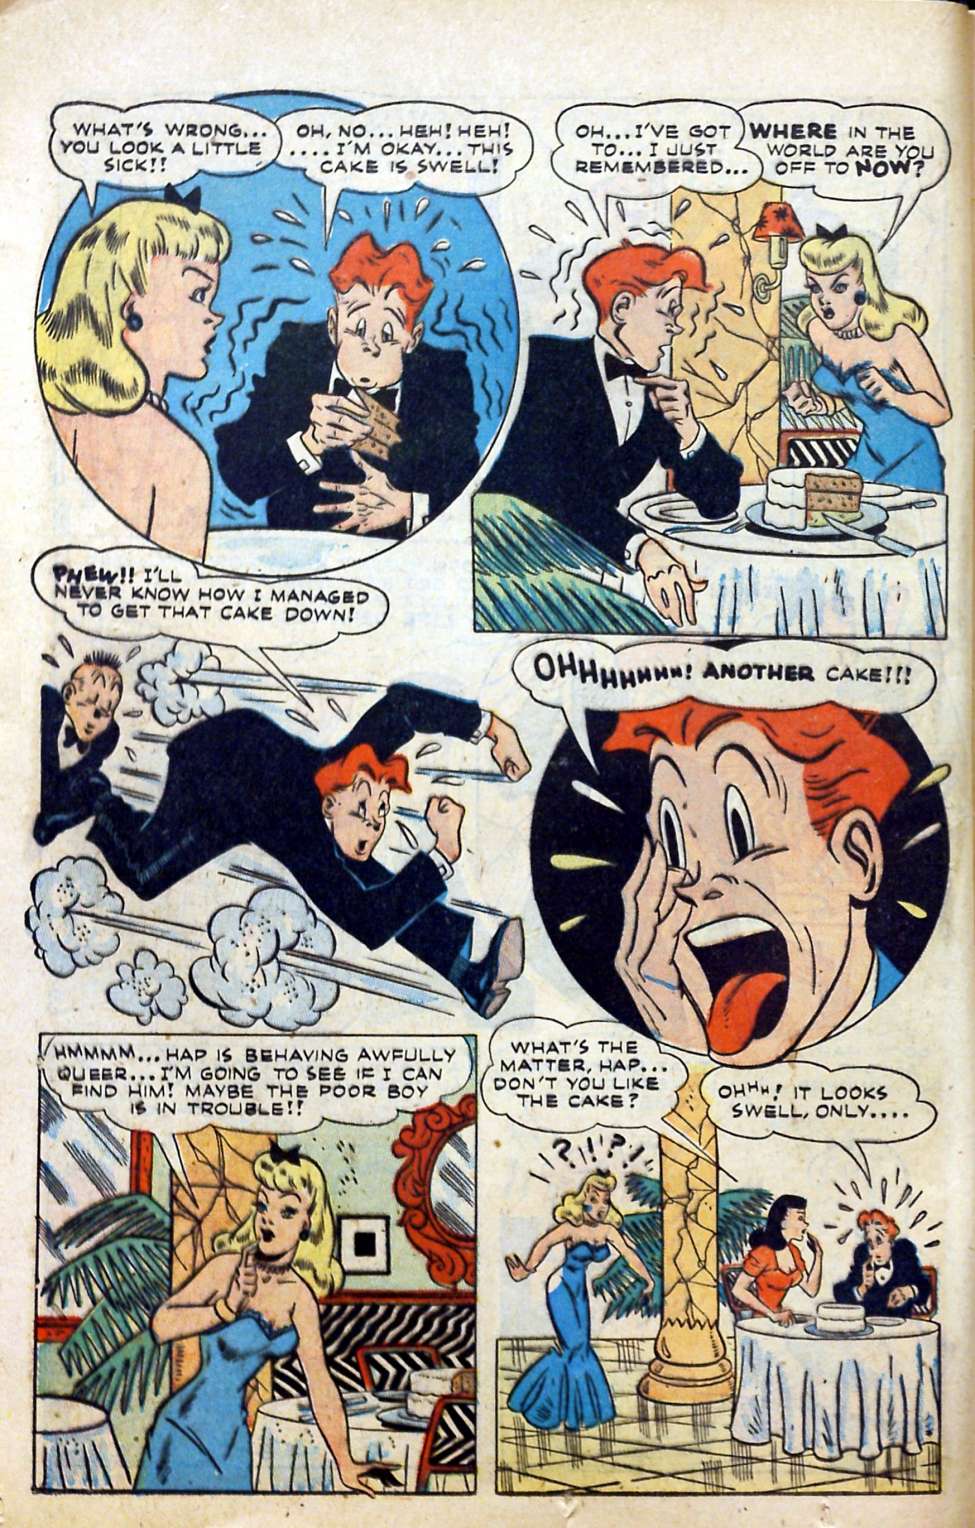 WHAT'S WRONG...
YOU LOOK A LITTLE
SICK!!
OH, NO... HEH! HEH!
....I'M OKAY...THIS
CAKE IS SWELL!
OH...I'VE GOT
TO...I JUST
REMEMBERED...
WHERE IN THE
WORLD ARE YOU
OFF TO NOW?
PHEW!! I'LL
NEVER KNOW HOW I MANAGED
TO GET THAT CAKE DOWN!
OHHHHHHHH! ANOTHER CAKE!!!
HMMMM... HAP IS BEHAVING AWFULLY
QUEER...I'M GOING TO SEE IF I CAN
FIND HIM! MAYBE THE POOR BOY
IS IN TROUBLE!!
WHAT'S THE
MATTER, HAP...
DON'T YOU LIKE
THE CAKE?
OHHH! IT LOOKS
SWELL, ONLY....
?!!?!